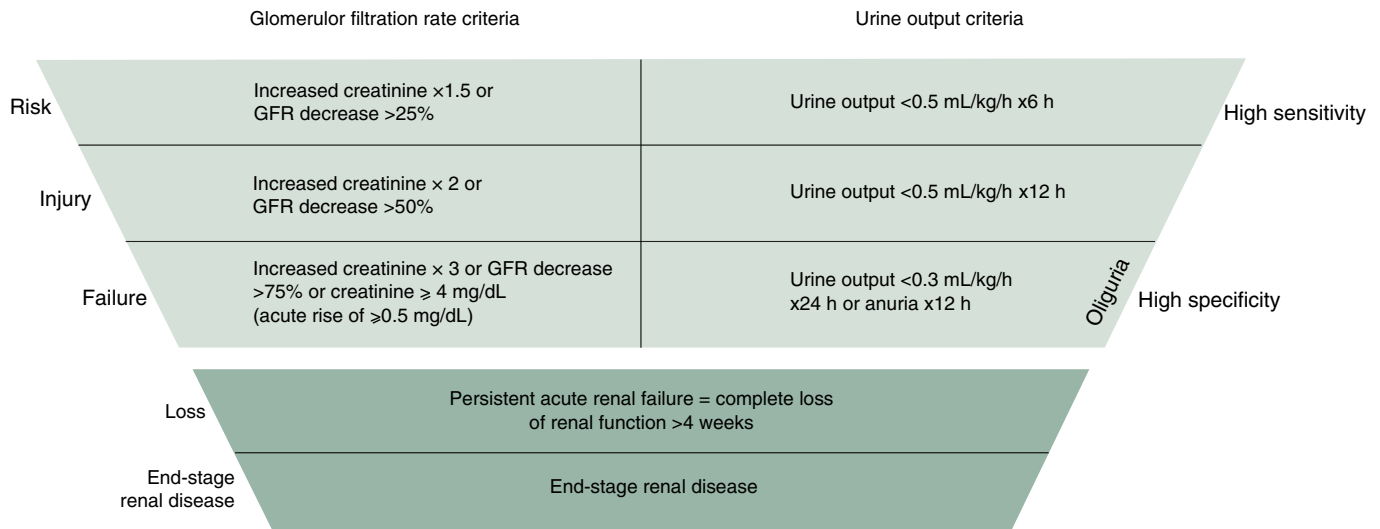 Glomerulor filtration rate criteria
Urine output criteria
Risk
Increased creatinine ×1.5 or
GFR decrease >25%
Urine output <0.5 mL/kg/h x6 h
High sensitivity
Injury
Increased creatinine × 2 or
GFR decrease >50%
Urine output <0.5 mL/kg/h x12 h
Failure
Increased creatinine × 3 or GFR decrease
>75% or creatinine ⩾ 4 mg/dL
(acute rise of ⩾0.5 mg/dL)
Urine output <0.3 mL/kg/h
x24 h or anuria x12 h
Oliguria
High specificity
Loss
Persistent acute renal failure = complete loss
of renal function >4 weeks
End-stage
renal disease
End-stage renal disease